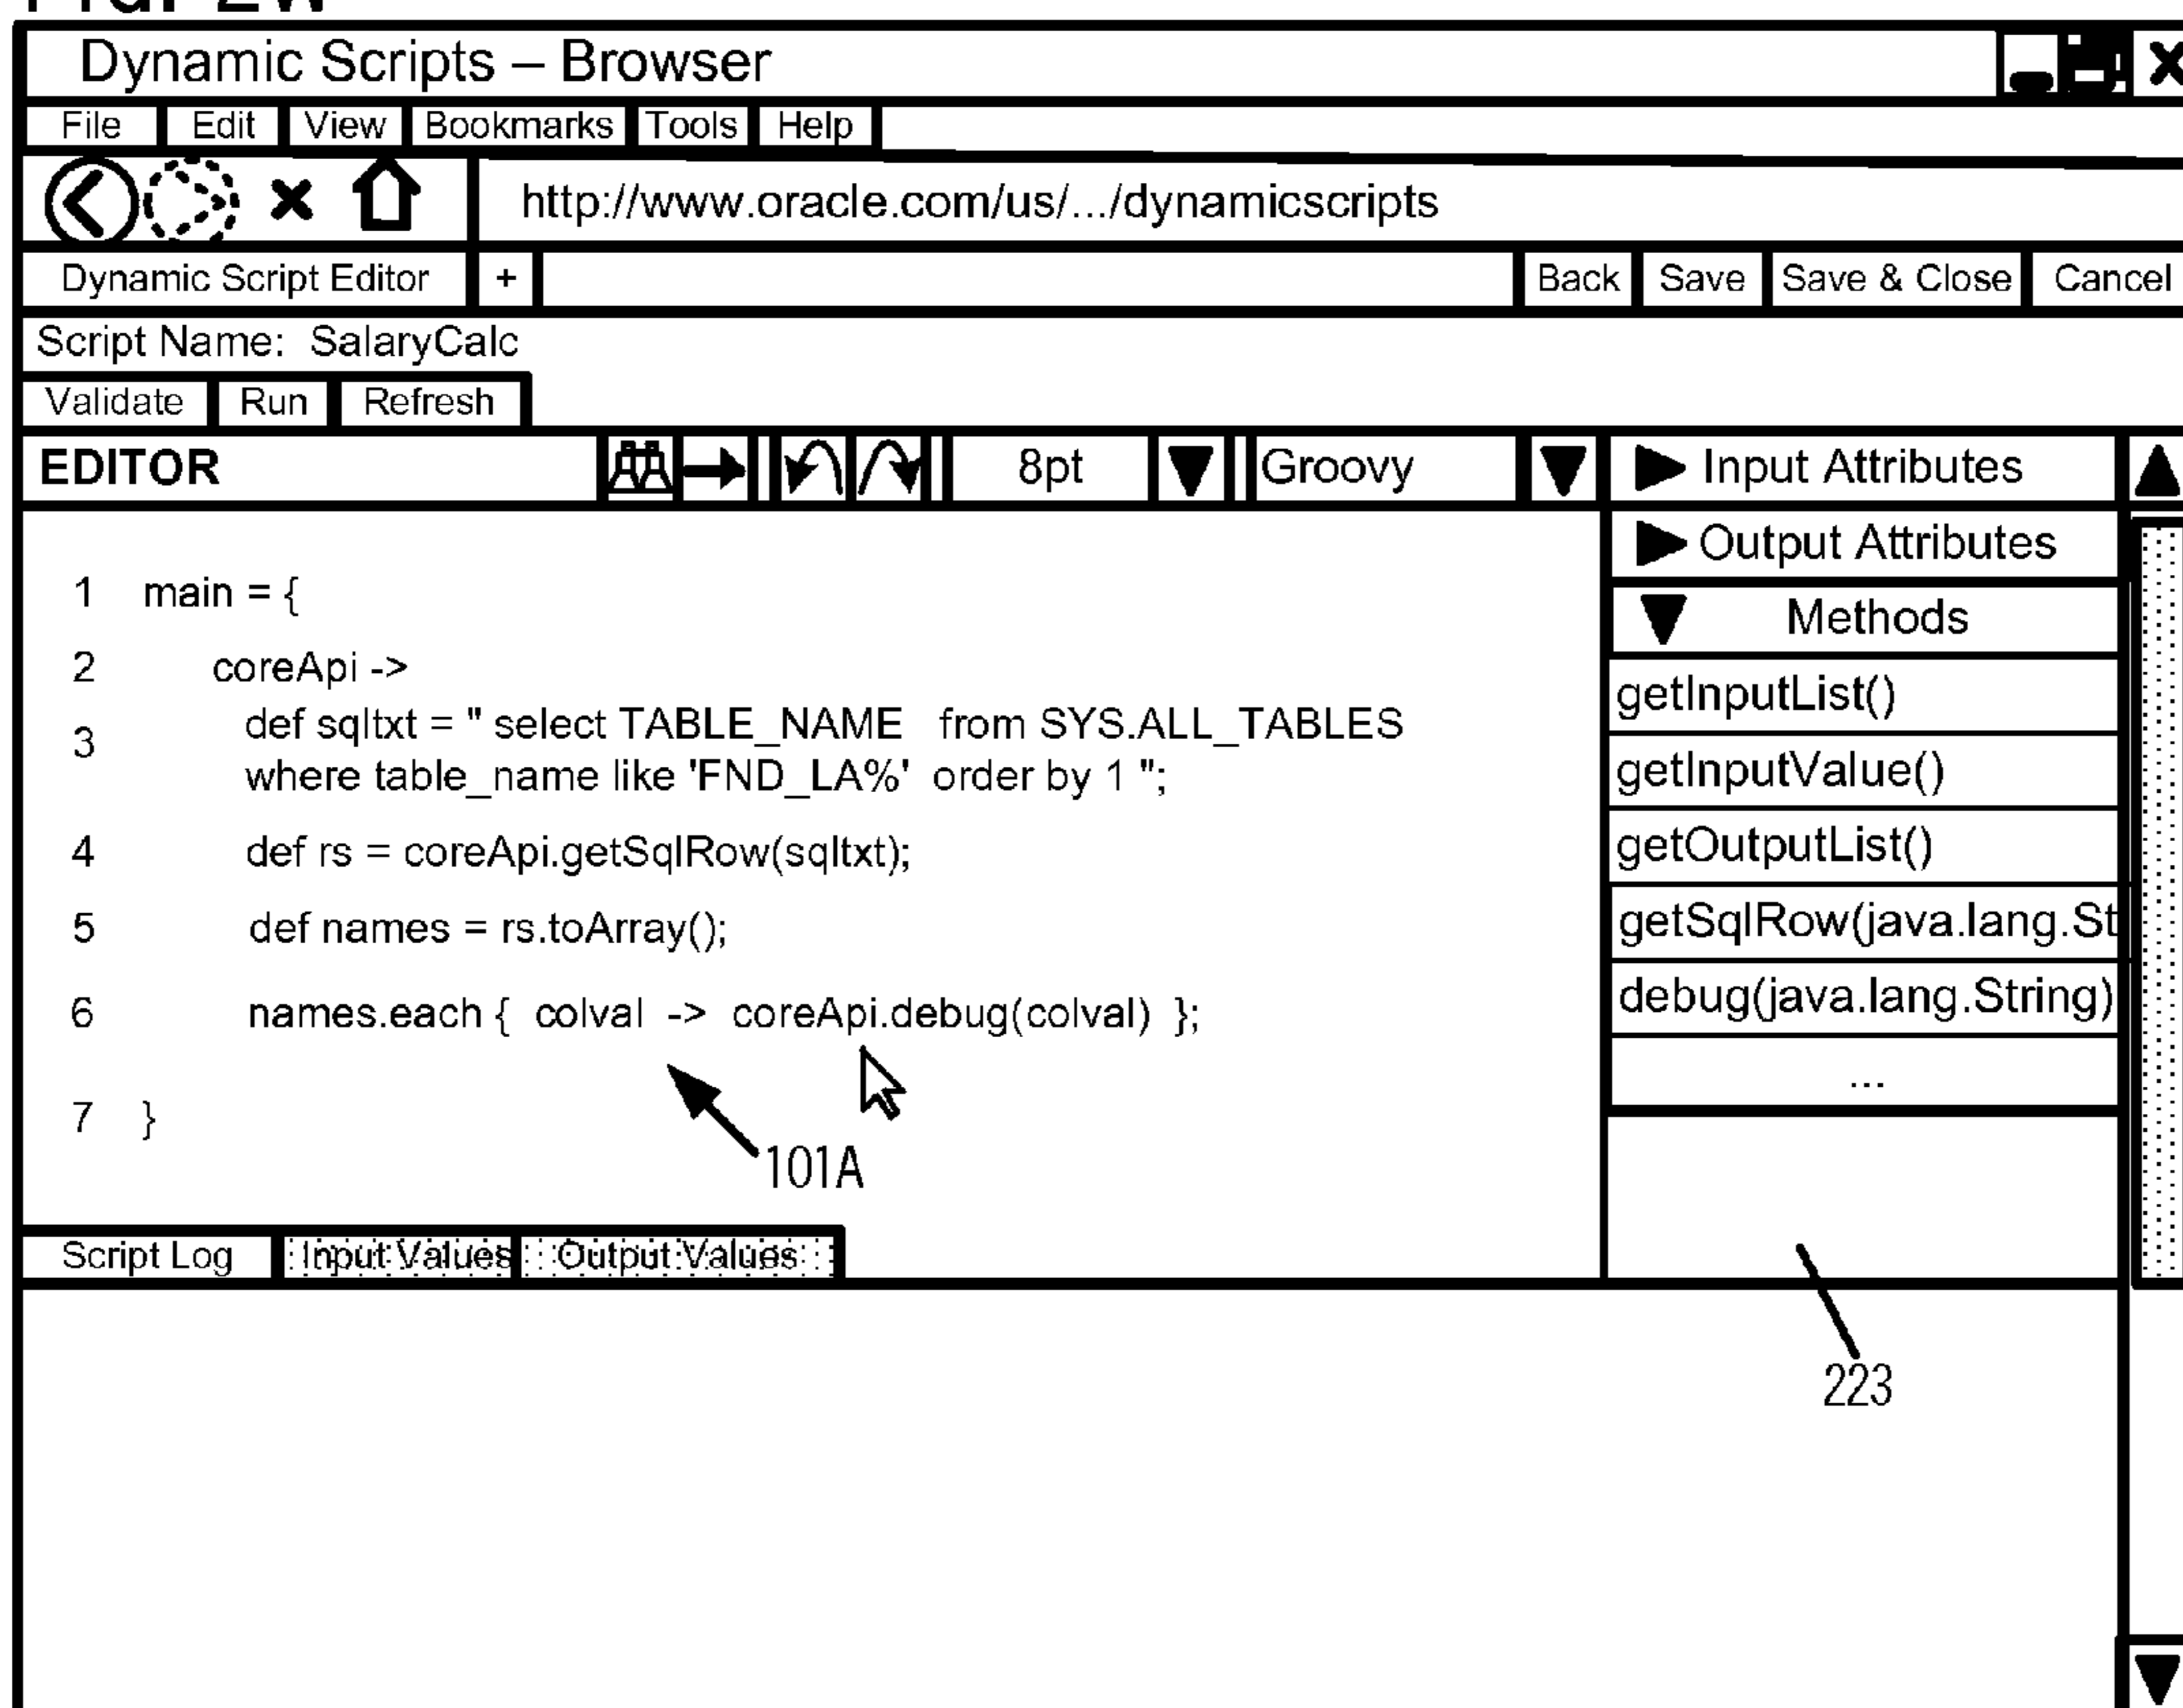 Dynamic Scripts – Browser
File Edit View Bookmarks Tools Help
http://www.oracle.com/us/.../dynamicscripts
Dynamic Script Editor + Back Save Save & Close Cancel
Script Name: SalaryCalc
Validate Run Refresh
EDITOR 8pt Groovy Input Attributes
Output Attributes
Methods
getInputList()
getInputValue()
getOutputList()
getSqlRow(java.lang.St
debug(java.lang.String)
...
1 main = {
2 coreApi ->
3 def sqltxt = " select TABLE_NAME from SYS.ALL_TABLES
where table_name like 'FND_LA%' order by 1 ";
4 def rs = coreApi.getSqlRow(sqltxt);
5 def names = rs.toArray();
6 names.each { colval -> coreApi.debug(colval) };
7 }
101A
Script Log Input Values Output Values
223